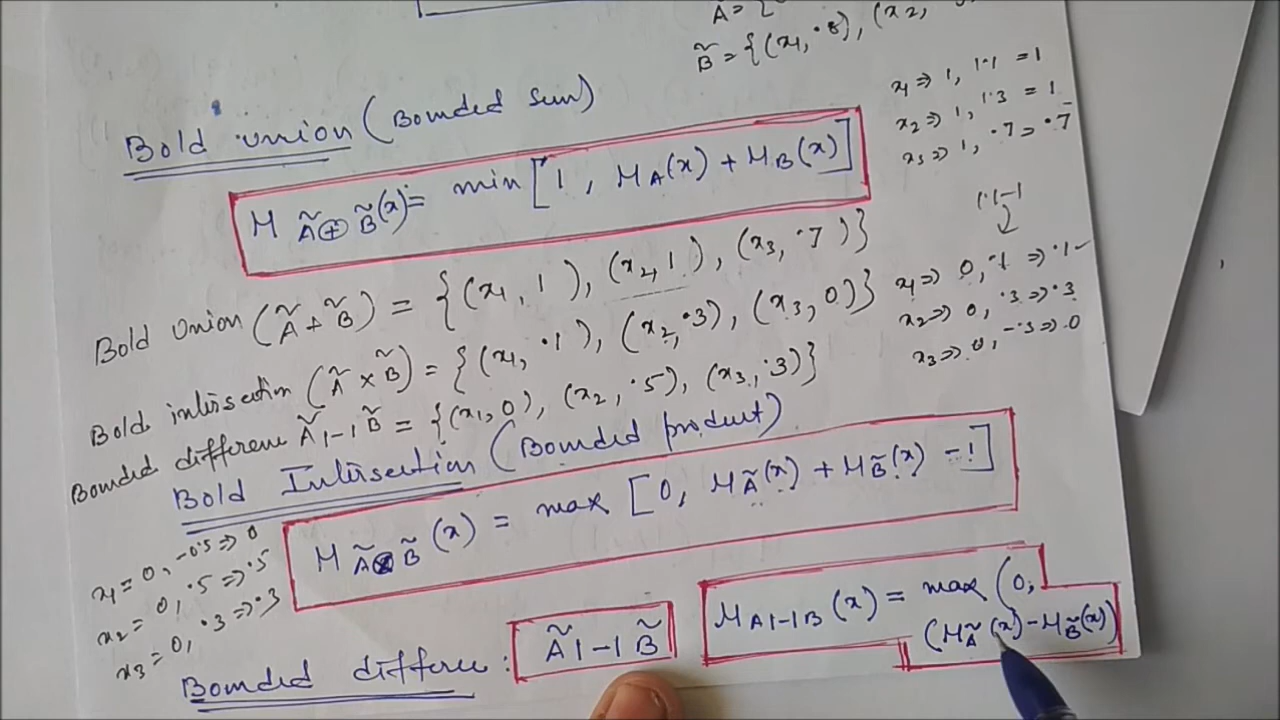 Ã = {
B̃ = {(x1, .8), (x2,
Bold union (Bounded Sum)
x1 ⇒ 1, 1.1 = 1
x2 ⇒ 1, 1.3 = 1
x3 ⇒ 1, .7 = .7
μ Ã⊕B̃(x) = min [1, μA(x) + μB(x)]
1.1-1
Bold Union (Ã + B̃) = {(x1, 1), (x2, 1), (x3, .7)}
x1 ⇒ 0, .1 ⇒ .1
x2 ⇒ 0, .3 ⇒ .3
x3 ⇒ 0, -.3 ⇒ 0
Bold intersection (Ã × B̃) = {(x1, .1), (x2, .3), (x3, 0)}
Bounded difference Ã |-| B̃ = {(x1, 0), (x2, .5), (x3, .3)}
Bold Intersection (Bounded product)
μ Ã⊗B̃ (x) = max [0, μÃ(x) + μB̃(x) - 1]
x1 = 0, -0.5 ⇒ 0
x2 = 0, .5 ⇒ .5
x3 = 0, .3 ⇒ .3
Bounded differece : Ã |-| B̃
μA|-|B (x) = max (0,
(μÃ(x) - μB̃(x))